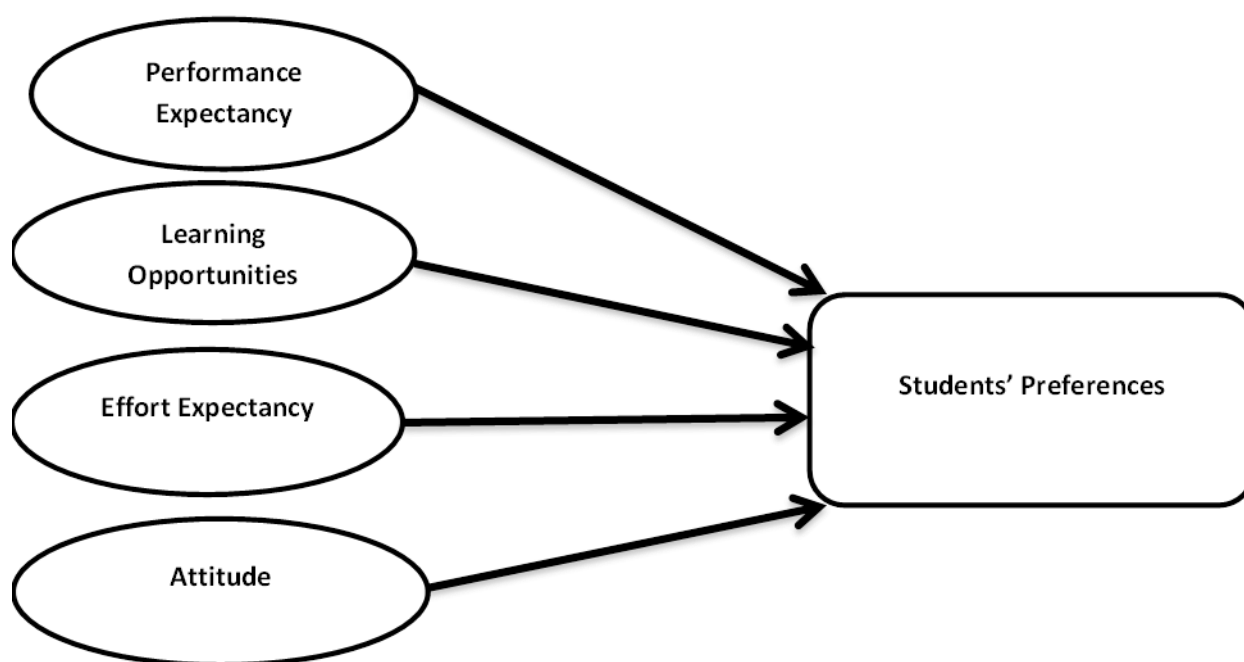 Performance
Expectancy
Learning
Opportunities
Effort Expectancy
Students’ Preferences
Attitude